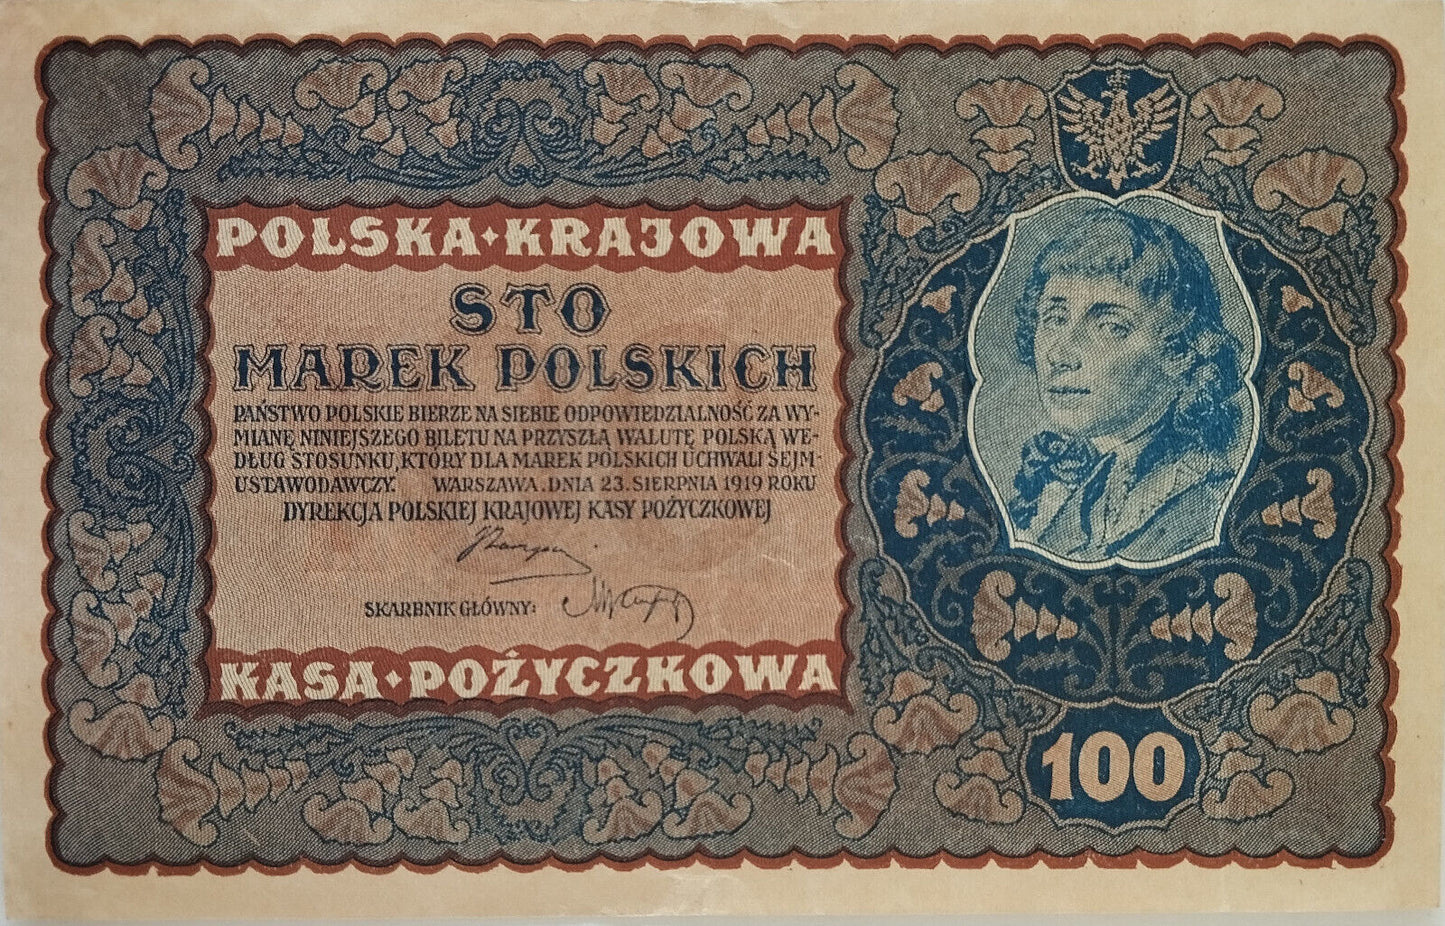 POLSKA·KRAJOWA
STO
MAREK POLSKICH
PAŃSTWO POLSKIE BIERZE NA SIEBIE ODPOWIEDZIALNOŚĆ ZA WY-
MIANĘ NINIEJSZEGO BILETU NA PRZYSZŁĄ WALUTĘ POLSKĄ WE-
DŁUG STOSUNKU, KTÓRY DLA MAREK POLSKICH UCHWALI SEJM
USTAWODAWCZY. WARSZAWA. DNIA 23. SIERPNIA 1919 ROKU
DYREKCJA POLSKIEJ KRAJOWEJ KASY POŻYCZKOWEJ
SKARBNIK GŁÓWNY:
KASA·POŻYCZKOWA
100